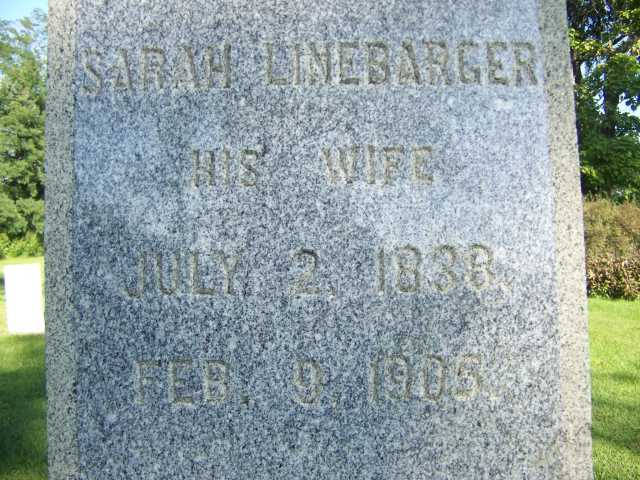 SARAH LINEBARGER
HIS WIFE
JULY 2, 1838.
FEB. 9, 1905.